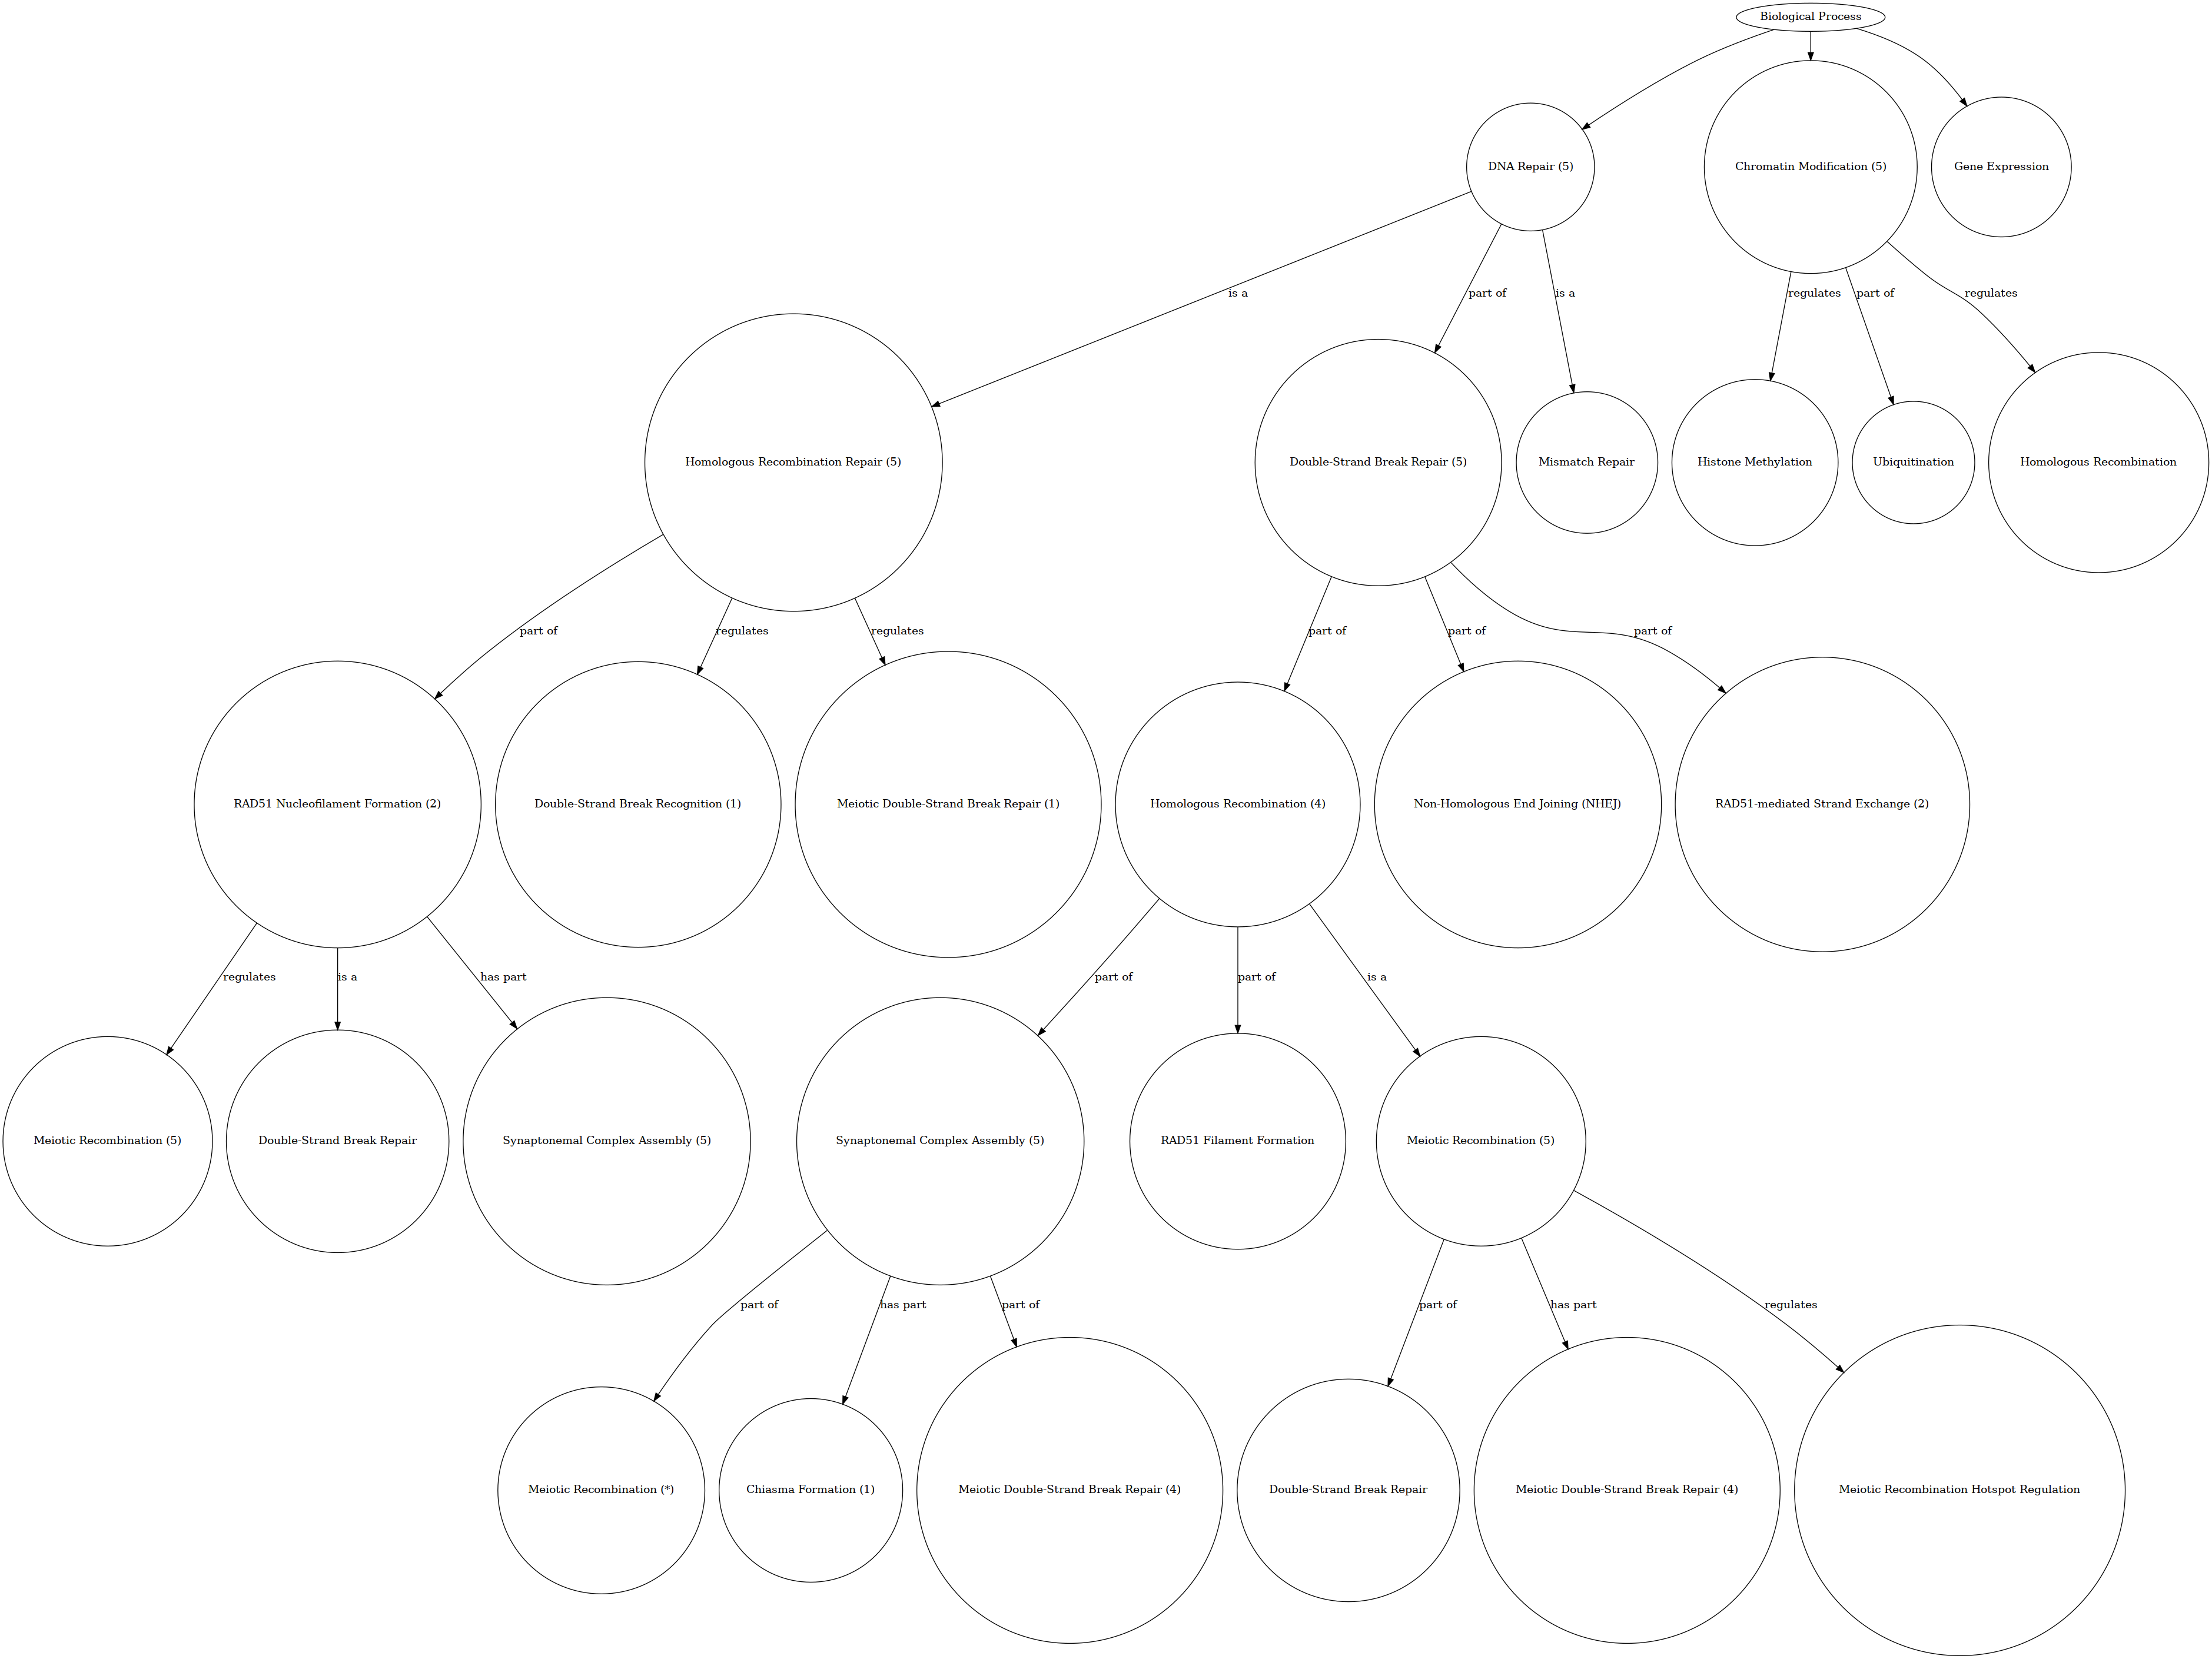 Biological Process
DNA Repair (5)
Chromatin Modification (5)
Gene Expression
is a
part of
is a
regulates
part of
regulates
Homologous Recombination Repair (5)
Double-Strand Break Repair (5)
Mismatch Repair
Histone Methylation
Ubiquitination
Homologous Recombination
part of
regulates
regulates
part of
part of
part of
RAD51 Nucleofilament Formation (2)
Double-Strand Break Recognition (1)
Meiotic Double-Strand Break Repair (1)
Homologous Recombination (4)
Non-Homologous End Joining (NHEJ)
RAD51-mediated Strand Exchange (2)
regulates
is a
has part
part of
part of
is a
Meiotic Recombination (5)
Double-Strand Break Repair
Synaptonemal Complex Assembly (5)
Synaptonemal Complex Assembly (5)
RAD51 Filament Formation
Meiotic Recombination (5)
part of
has part
part of
part of
has part
regulates
Meiotic Recombination (*)
Chiasma Formation (1)
Meiotic Double-Strand Break Repair (4)
Double-Strand Break Repair
Meiotic Double-Strand Break Repair (4)
Meiotic Recombination Hotspot Regulation